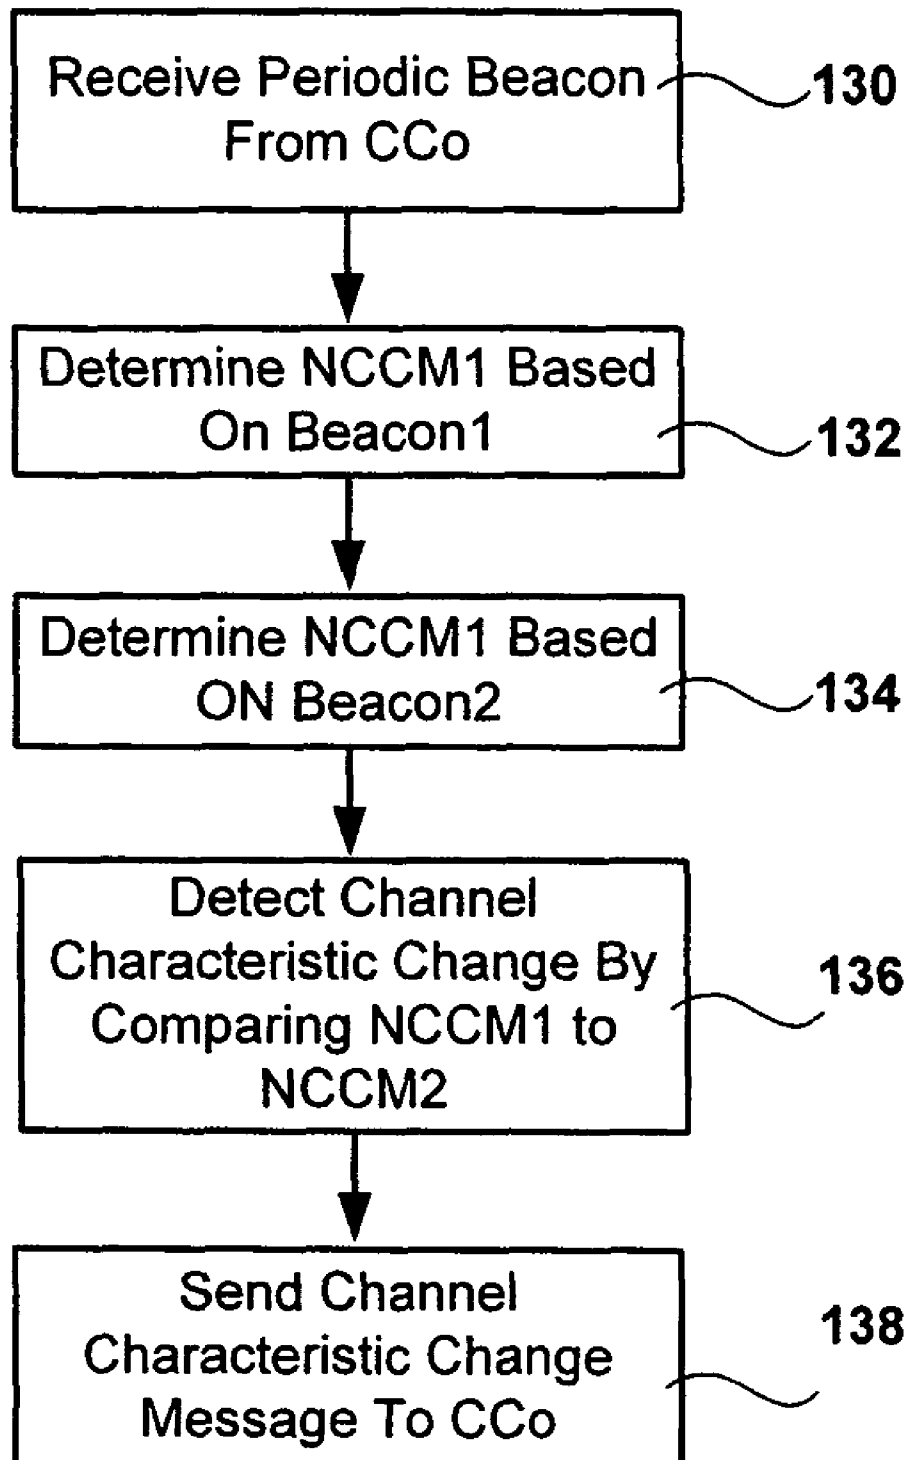 Receive Periodic Beacon
From CCo
130
Determine NCCM1 Based
On Beacon1
132
Determine NCCM1 Based
ON Beacon2
134
Detect Channel
Characteristic Change By
Comparing NCCM1 to
NCCM2
136
Send Channel
Characteristic Change
Message To CCo
138